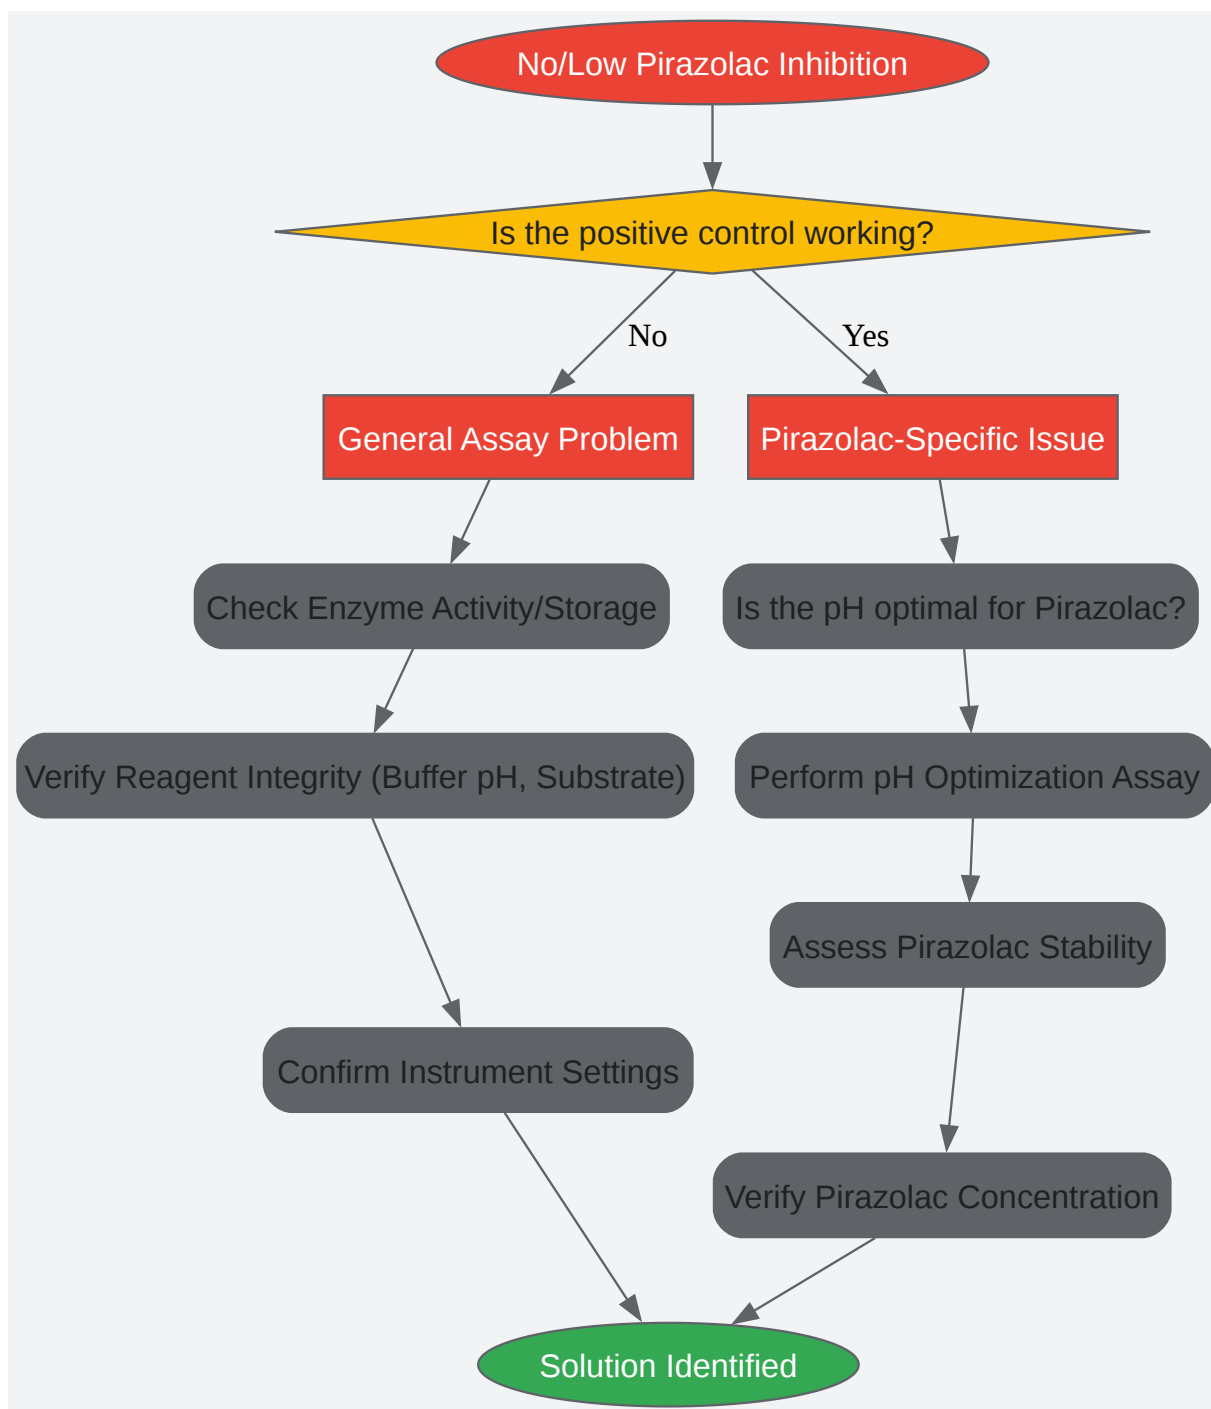 No/Low Pirazolac Inhibition
Is the positive control working?
No
Yes
General Assay Problem
Pirazolac-Specific Issue
Check Enzyme Activity/Storage
Is the pH optimal for Pirazolac?
Verify Reagent Integrity (Buffer pH, Substrate)
Perform pH Optimization Assay
Assess Pirazolac Stability
Confirm Instrument Settings
Verify Pirazolac Concentration
Solution Identified